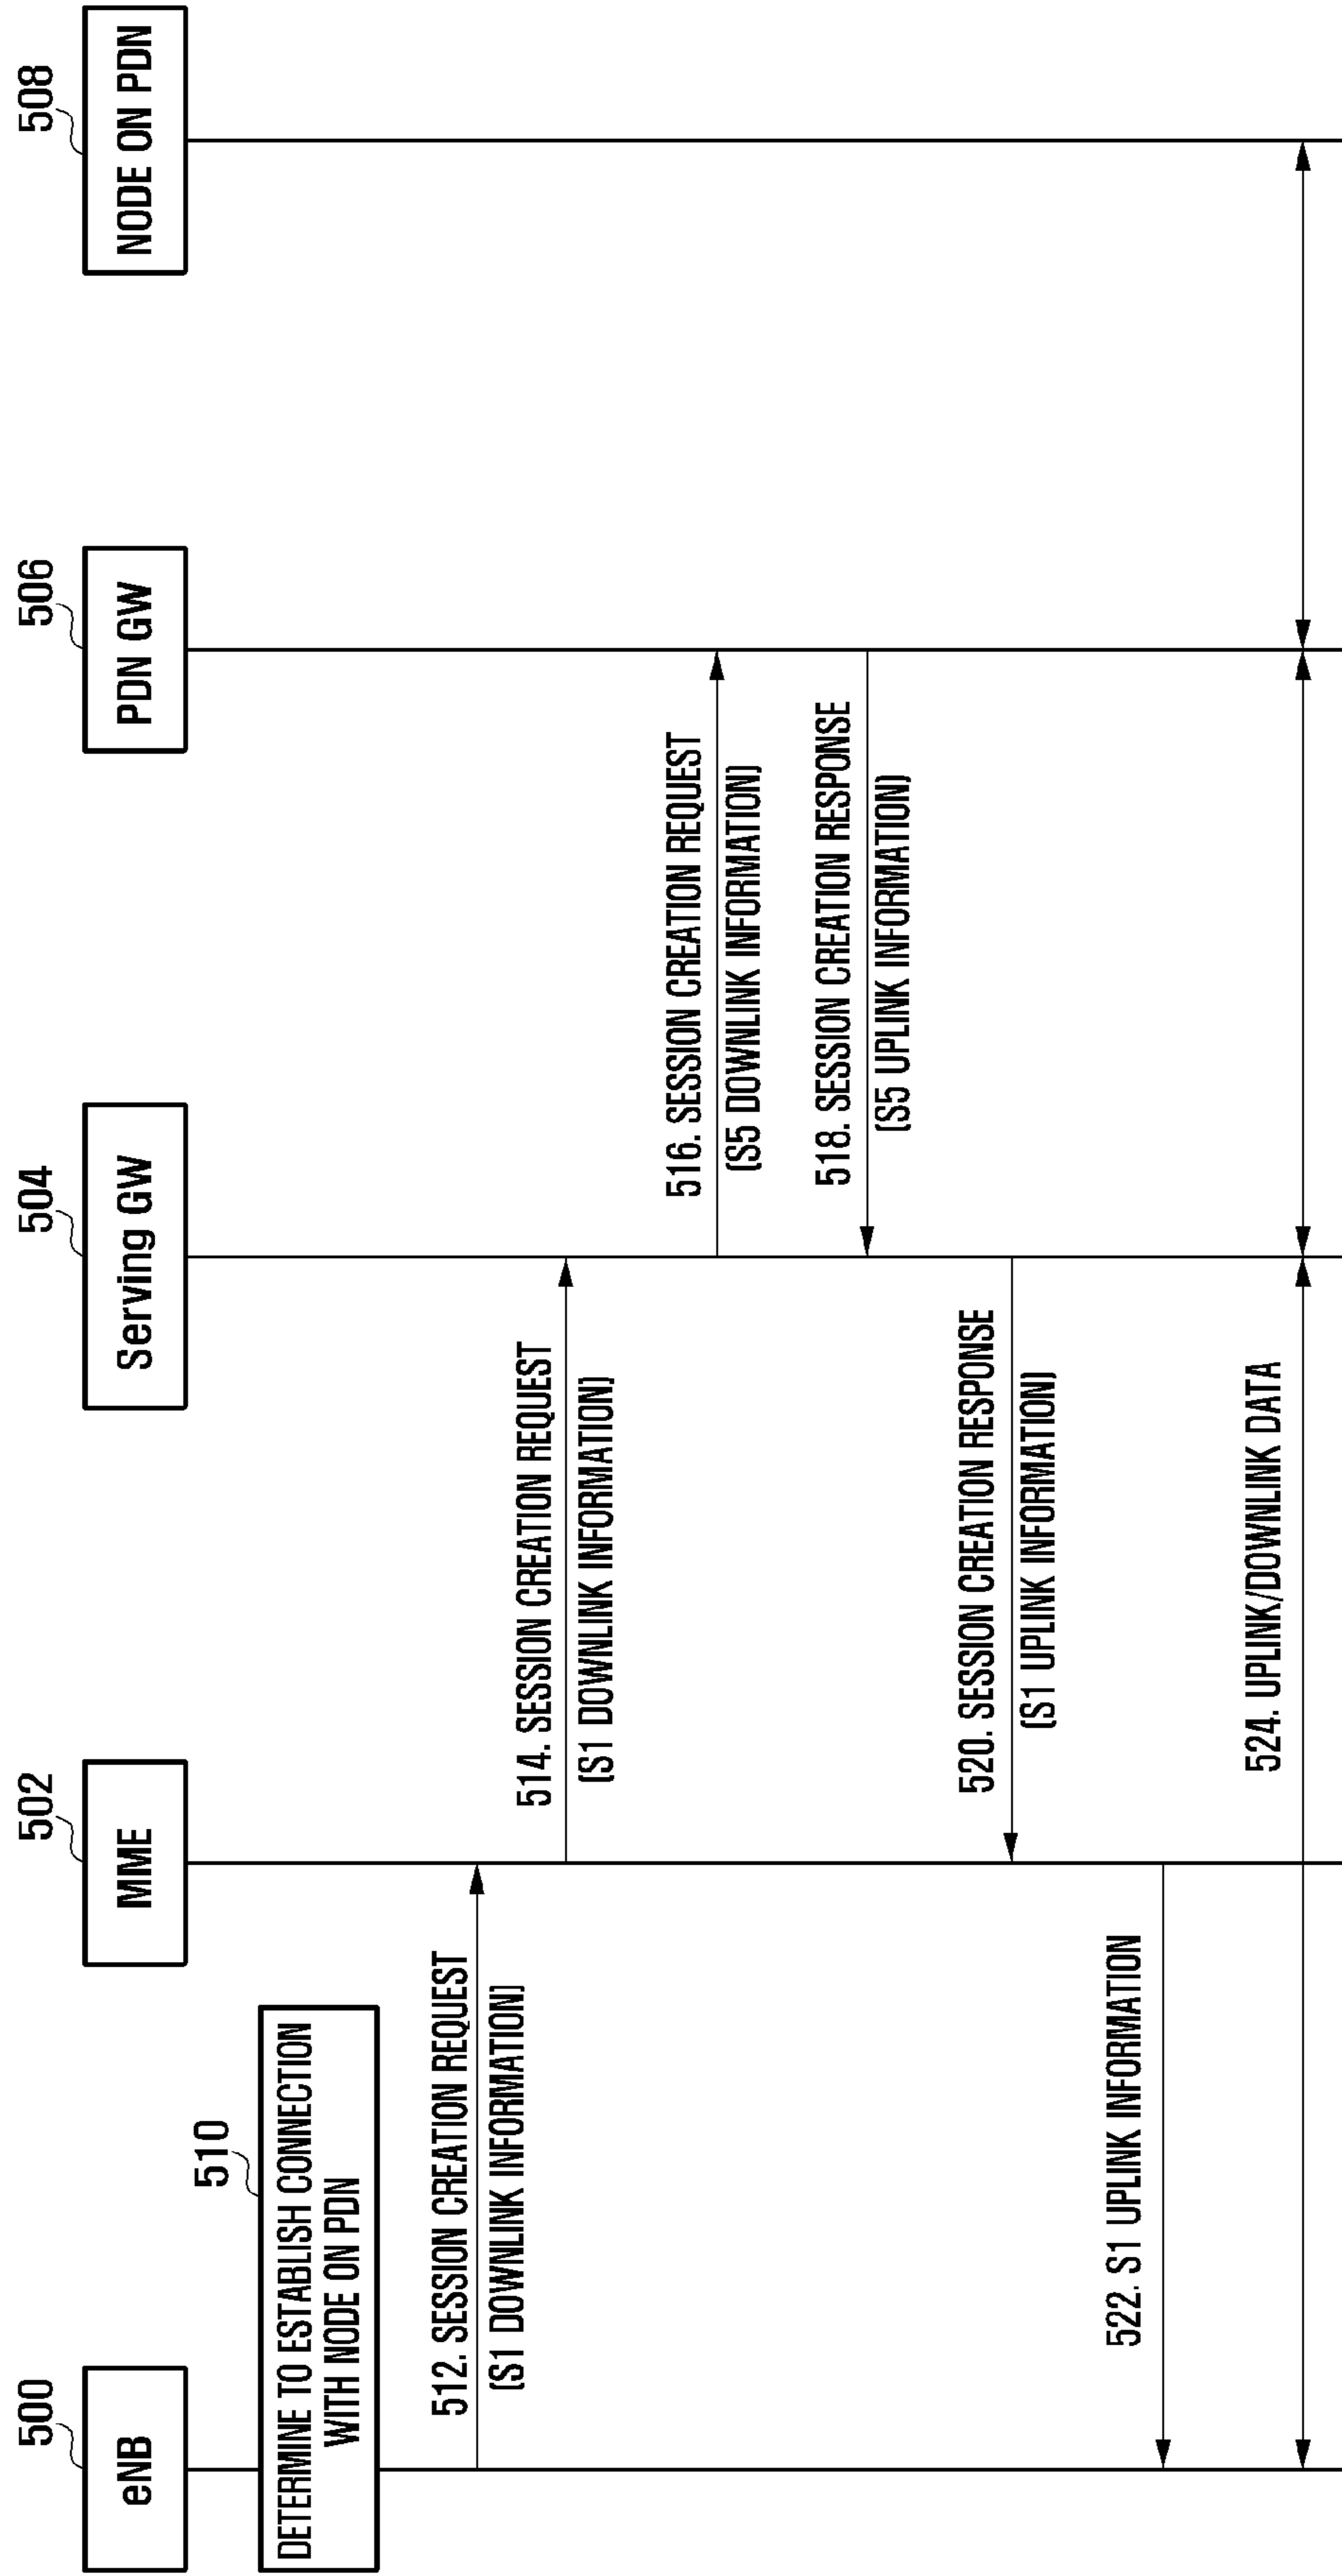 500
eNB
502
MME
504
Serving GW
506
PDN GW
508
NODE ON PDN
510
DETERMINE TO ESTABLISH CONNECTION
WITH NODE ON PDN
512. SESSION CREATION REQUEST
(S1 DOWNLINK INFORMATION)
514. SESSION CREATION REQUEST
(S1 DOWNLINK INFORMATION)
516. SESSION CREATION REQUEST
(S5 DOWNLINK INFORMATION)
518. SESSION CREATION RESPONSE
(S5 UPLINK INFORMATION)
520. SESSION CREATION RESPONSE
(S1 UPLINK INFORMATION)
522. S1 UPLINK INFORMATION
524. UPLINK/DOWNLINK DATA